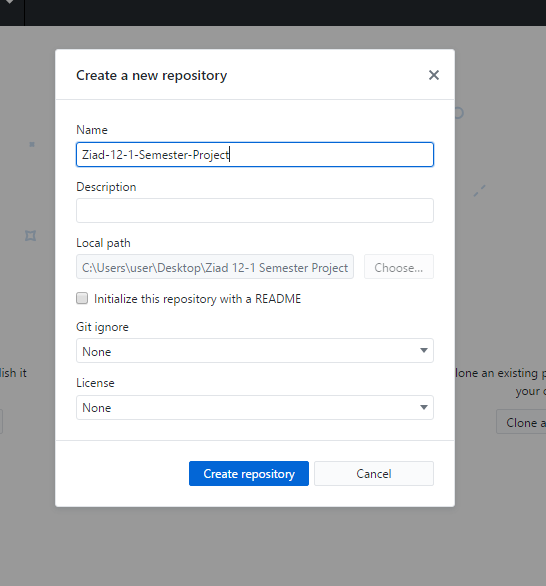 Create a new repository
Name
Ziad-12-1-Semester-Project
Description
Local path
C:\Users\user\Desktop\Ziad 12-1 Semester Project
Choose...
Initialize this repository with a README
Git ignore
None
License
None
Create repository
Cancel
lish it
lone an existing p
your
Clone a